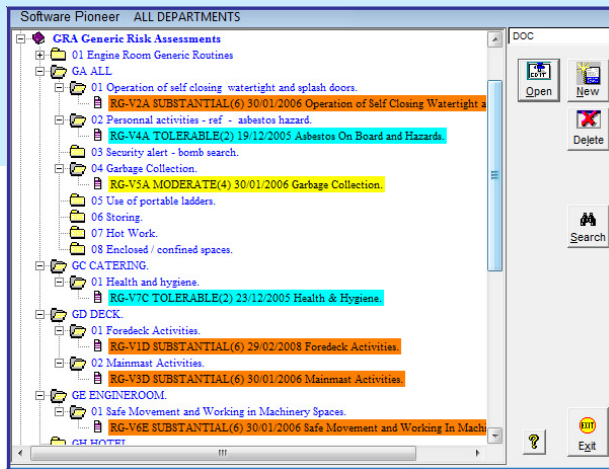 Software Pioneer ALL DEPARTMENTS
GRA Generic Risk Assessments
01 Engine Room Generic Routines
GA ALL
01 Operation of self closing watertight and splash doors.
RG-V2A SUBSTANTIAL(6) 30/01/2006 Operation of Self Closing Watertight a
02 Personnal activities - ref - asbestos hazard.
RG-V4A TOLERABLE(2) 19/12/2005 Asbestos On Board and Hazards.
03 Security alert - bomb search.
04 Garbage Collection.
RG-V5A MODERATE(4) 30/01/2006 Garbage Collection.
05 Use of portable ladders.
06 Storing.
07 Hot Work.
08 Enclosed / confined spaces.
GC CATERING.
01 Health and hygiene.
RG-V7C TOLERABLE(2) 23/12/2005 Health & Hygiene.
GD DECK.
01 Foredeck Activities.
RG-V1D SUBSTANTIAL(6) 29/02/2008 Foredeck Activities.
02 Mainmast Activities.
RG-V3D SUBSTANTIAL(6) 30/01/2006 Mainmast Activities.
GE ENGINEROOM.
01 Safe Movement and Working in Machinery Spaces.
RG-V6E SUBSTANTIAL(6) 30/01/2006 Safe Movement and Working In Mach
GH HOTEL
DOC
EDIT
Open
New
Delete
Search
?
EXIT
Exit